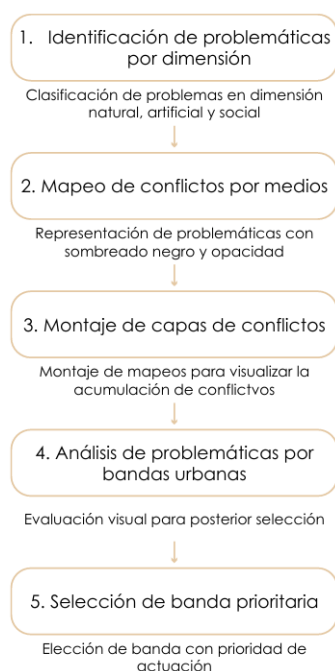 1. Identificación de problemáticas
por dimensión
Clasificación de problemas en dimensión
natural, artificial y social
2. Mapeo de conflictos por medios
Representación de problemáticas con
sombreado negro y opacidad
3. Montaje de capas de conflictos
Montaje de mapeos para visualizar la
acumulación de conflictvos
4. Análisis de problemáticas por
bandas urbanas
Evaluación visual para posterior selección
5. Selección de banda prioritaria
Elección de banda con prioridad de
actuación